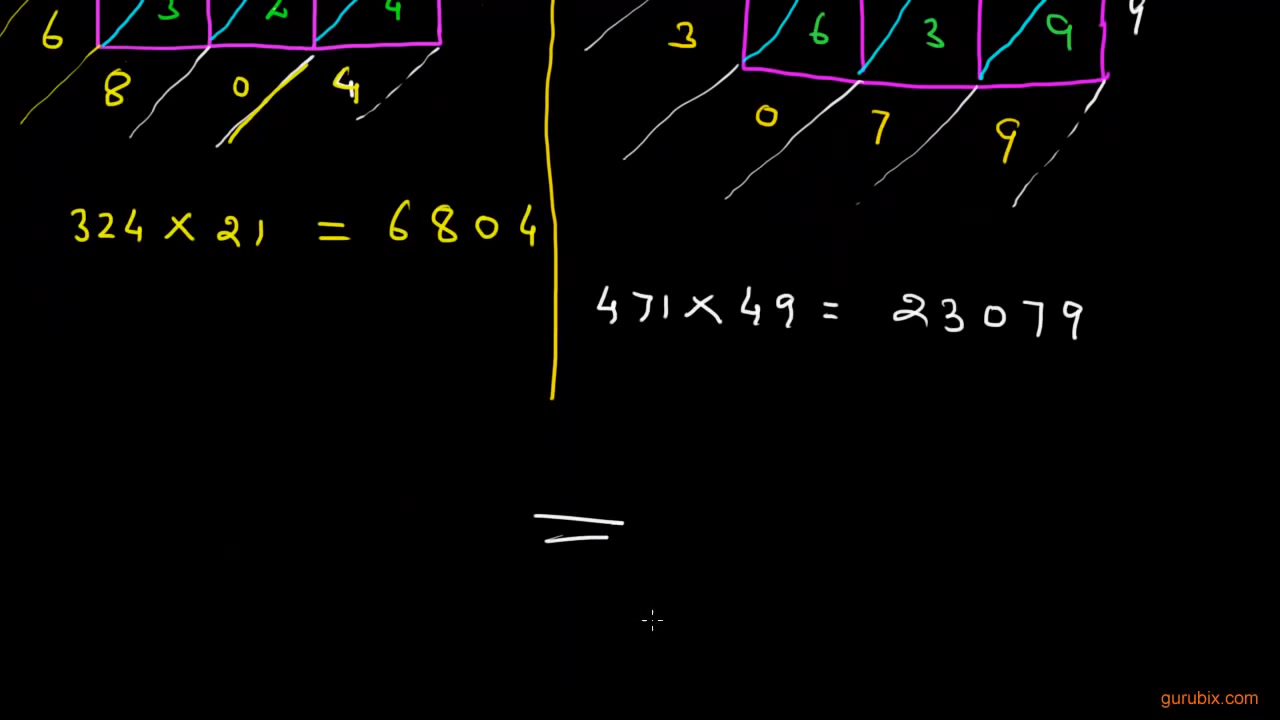 3 2 4
6
8 0 4
324 × 21 = 6804
6 3 9 9
3
0 7 9
471 × 49 = 23079
=
gurubix.com